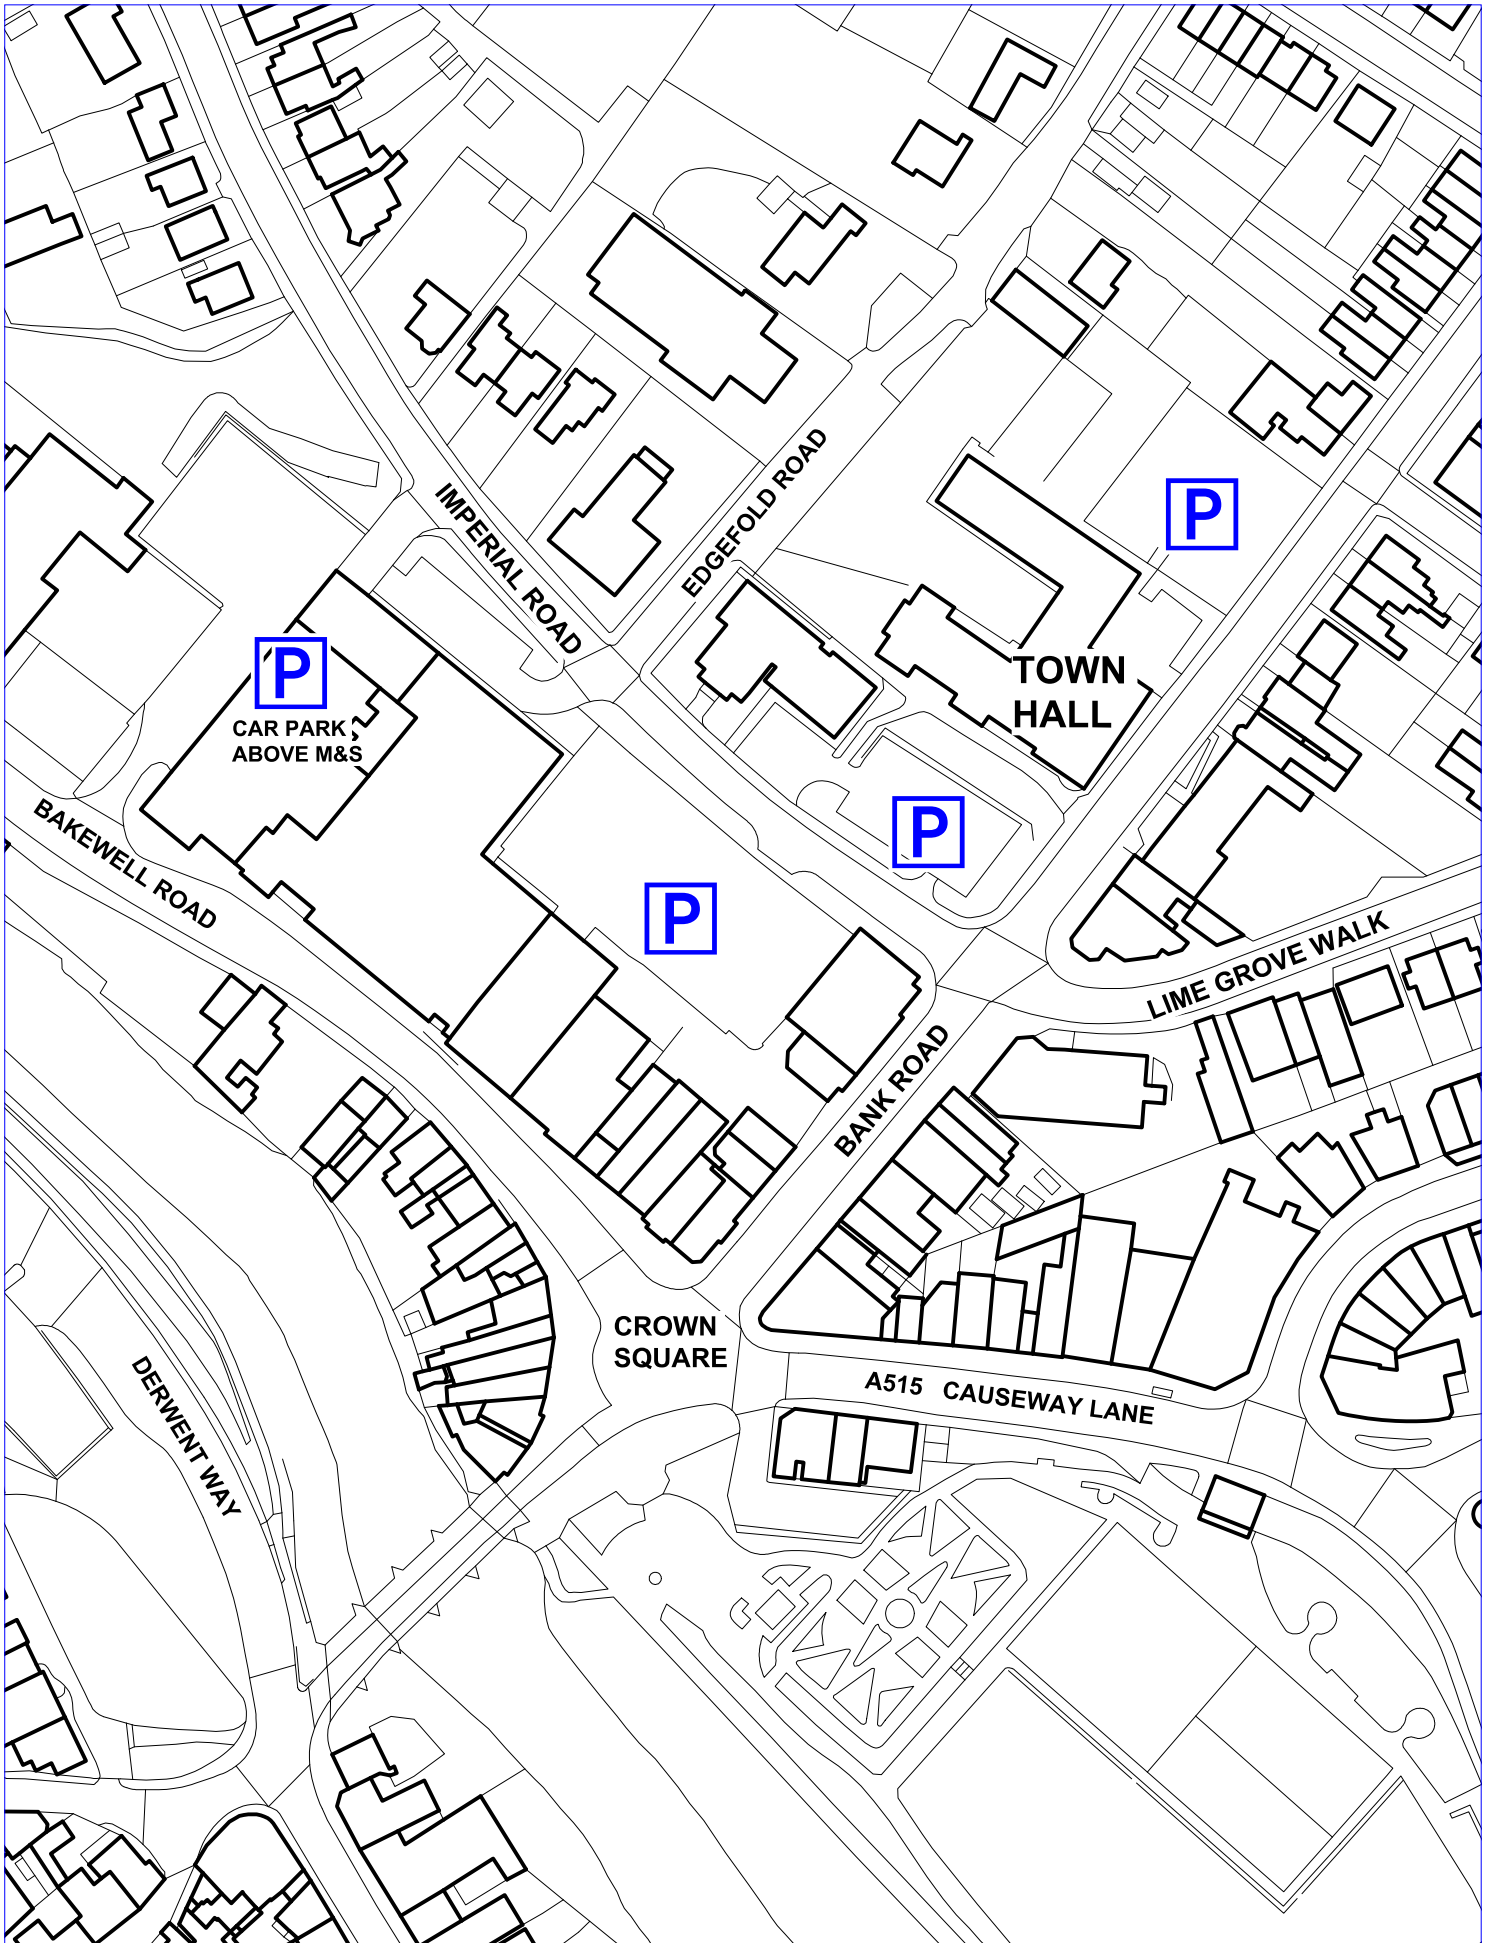 P
EDGEFOLD ROAD
IMPERIAL ROAD
TOWN
HALL
P
CAR PARK
ABOVE M&S
P
BAKEWELL ROAD
P
LIME GROVE WALK
BANK ROAD
CROWN
SQUARE
A515 CAUSEWAY LANE
DERWENT WAY